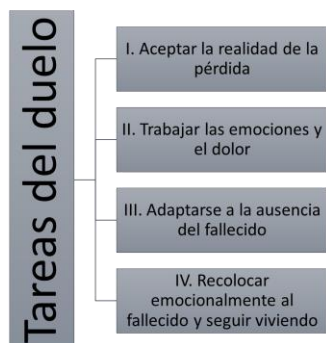 Tareas del duelo
I. Aceptar la realidad de la
pérdida
II. Trabajar las emociones y
el dolor
III. Adaptarse a la ausencia
del fallecido
IV. Recolocar
emocionalmente al
fallecido y seguir viviendo